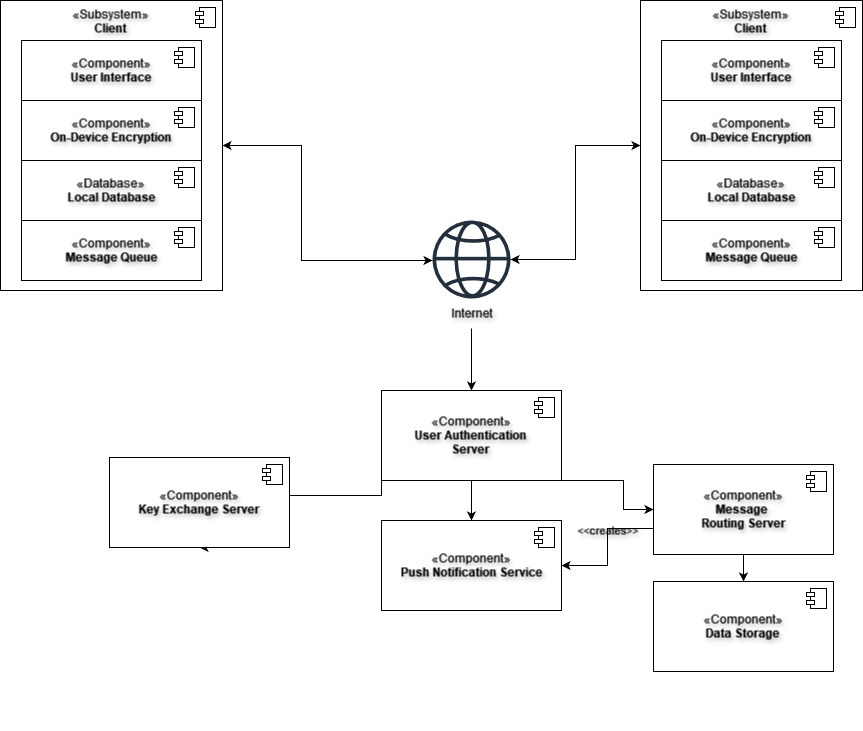 «Subsystem»
Client
«Component»
User Interface
«Component»
On-Device Encryption
«Database»
Local Database
«Component»
Message Queue
«Subsystem»
Client
«Component»
User Interface
«Component»
On-Device Encryption
«Database»
Local Database
«Component»
Message Queue
Internet
«Component»
User Authentication
Server
«Component»
Key Exchange Server
«Component»
Push Notification Service
<<creates>>
«Component»
Message
Routing Server
«Component»
Data Storage